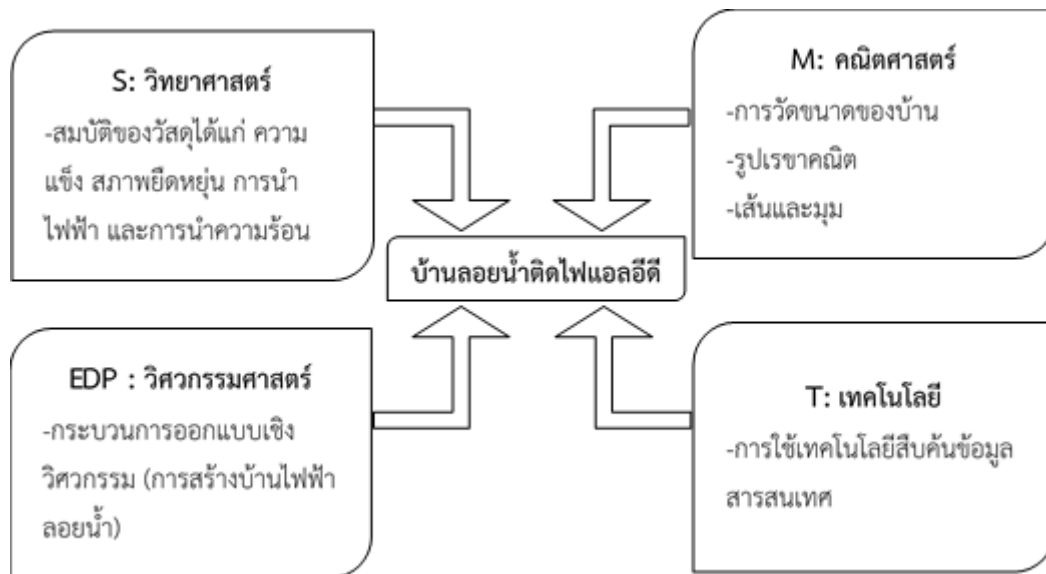 S: วิทยาศาสตร์
-สมบัติของวัสดุได้แก่ ความ
แข็ง สภาพยืดหยุ่น การนำ
ไฟฟ้า และการนำความร้อน
M: คณิตศาสตร์
-การวัดขนาดของบ้าน
-รูปเรขาคณิต
-เส้นและมุม
บ้านลอยน้ำติดไฟแอลอีดี
EDP : วิศวกรรมศาสตร์
-กระบวนการออกแบบเชิง
วิศวกรรม (การสร้างบ้านไฟฟ้า
ลอยน้ำ)
T: เทคโนโลยี
-การใช้เทคโนโลยีสืบค้นข้อมูล
สารสนเทศ